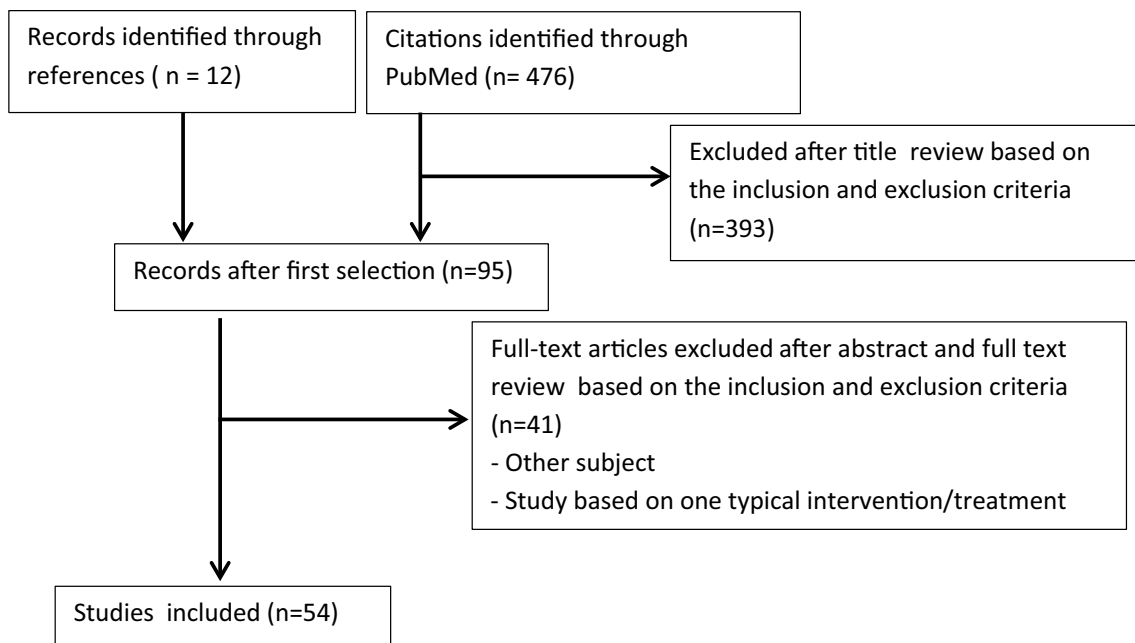 Records identified through
references ( n = 12)
Citations identified through
PubMed (n= 476)
Excluded after title  review based on
the inclusion and exclusion criteria
(n=393)
Records after first selection (n=95)
Full-text articles excluded after abstract and full text
review  based on the inclusion and exclusion criteria
(n=41)
- Other subject
- Study based on one typical intervention/treatment
Studies  included (n=54)